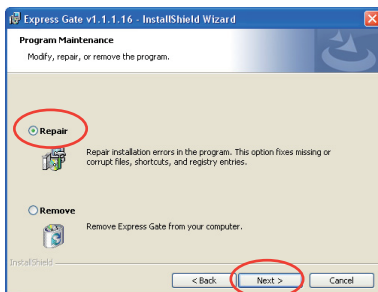 Express Gate v1.1.1.16 - InstallShield Wizard
Program Maintenance
Modify, repair, or remove the program.
Repair
Repair installation errors in the program. This option fixes missing or
corrupt files, shortcuts, and registry entries.
Remove
Remove Express Gate from your computer.
InstallShield
< Back Next > Cancel